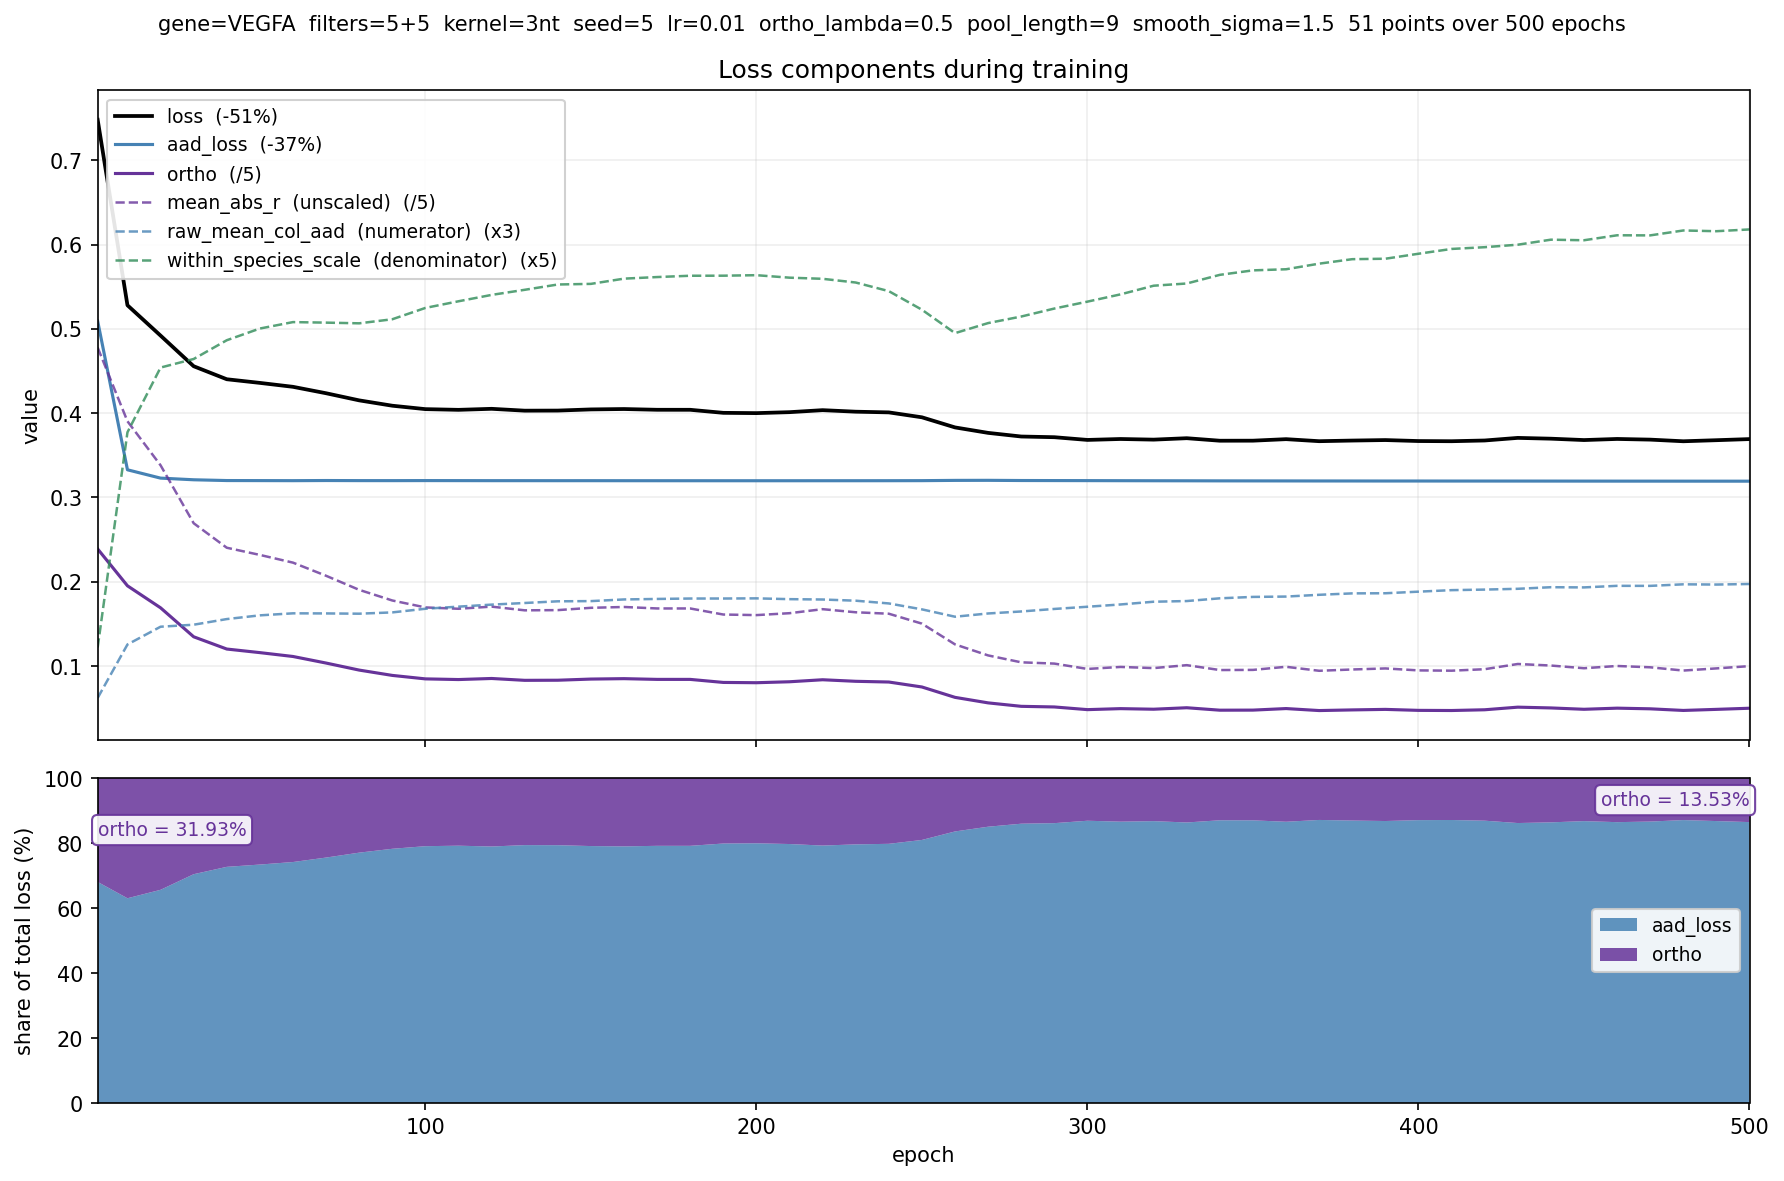 gene=VEGFA  filters=5+5  kernel=3nt  seed=5  lr=0.01  ortho_lambda=0.5  pool_length=9  smooth_sigma=1.5  51 points over 500 epochs
Loss components during training
loss  (-51%)
aad_loss  (-37%)
ortho  (/5)
mean_abs_r  (unscaled)  (/5)
raw_mean_col_aad  (numerator)  (x3)
within_species_scale  (denominator)  (x5)
value
0.7
0.6
0.5
0.4
0.3
0.2
0.1
share of total loss (%)
100
80
60
40
20
0
ortho = 31.93%
ortho = 13.53%
aad_loss
ortho
100
200
300
400
500
epoch